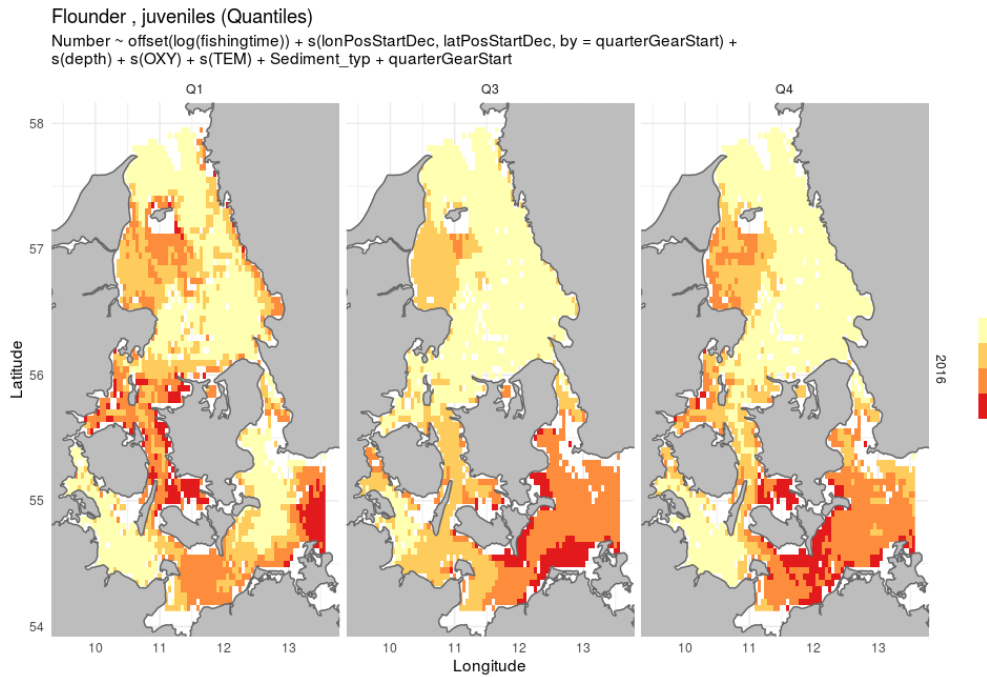 Flounder , juveniles (Quantiles)
Number ~ offset(log(fishingtime)) + s(lonPosStartDec, latPosStartDec, by = quarterGearStart) +
s(depth) + s(OXY) + s(TEM) + Sediment_typ + quarterGearStart
Q1 Q3 Q4
58
57
56
55
54
Latitude
2016
10 11 12 13 10 11 12 13 10 11 12 13
Longitude